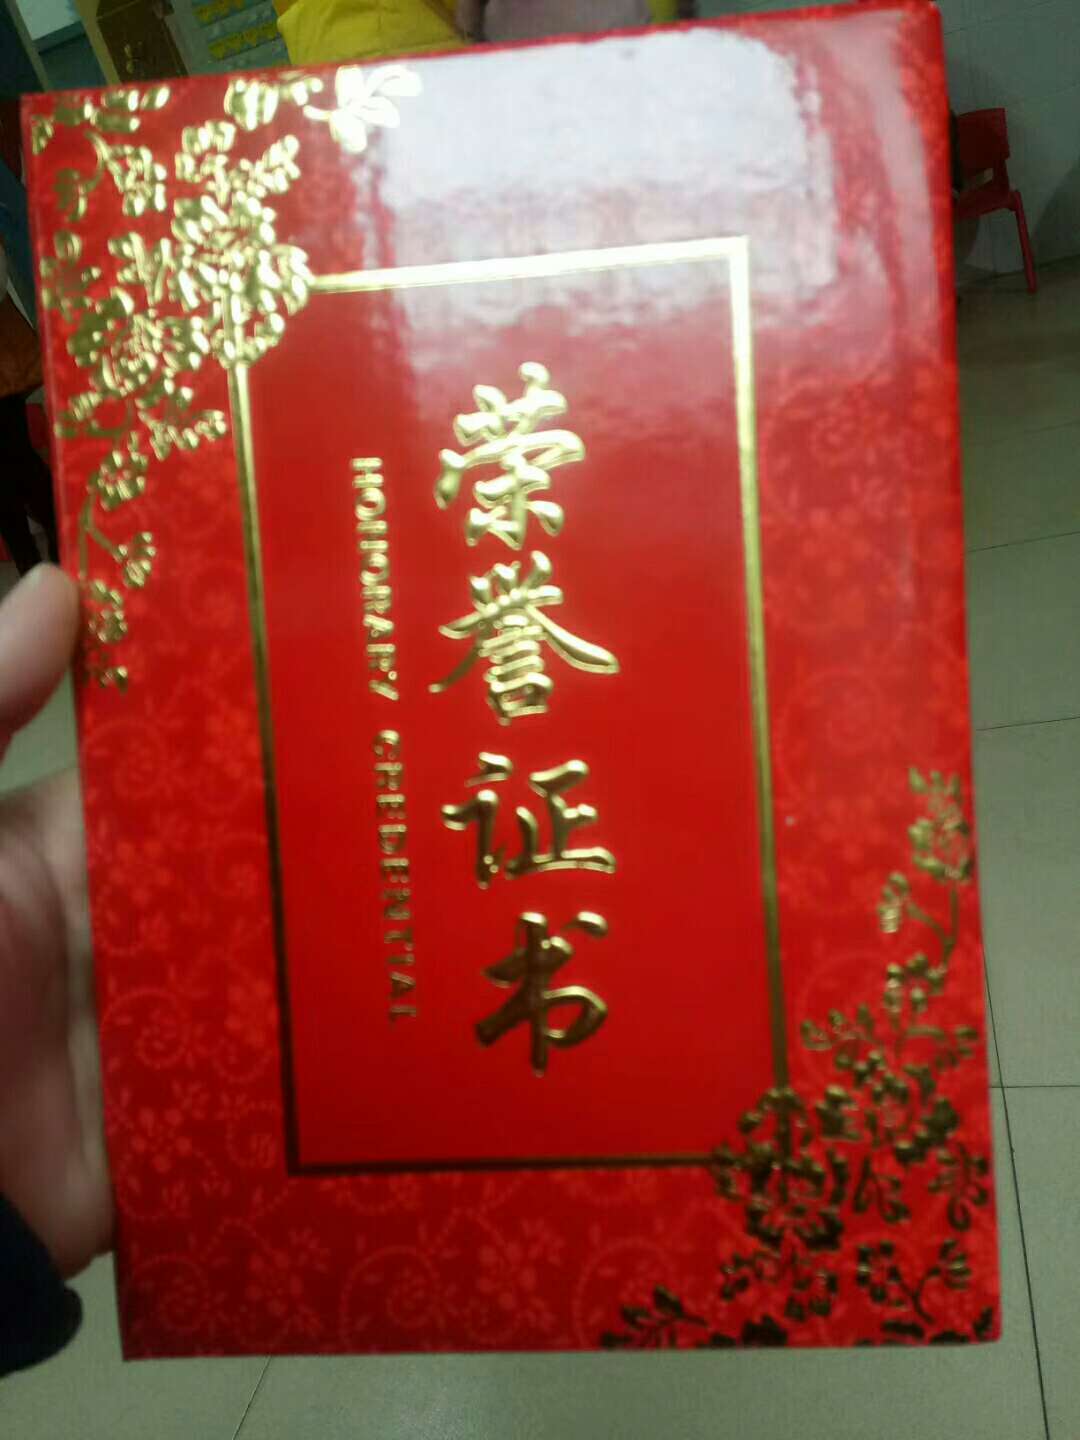 荣誉证书
HONORARY CREDENTIAL